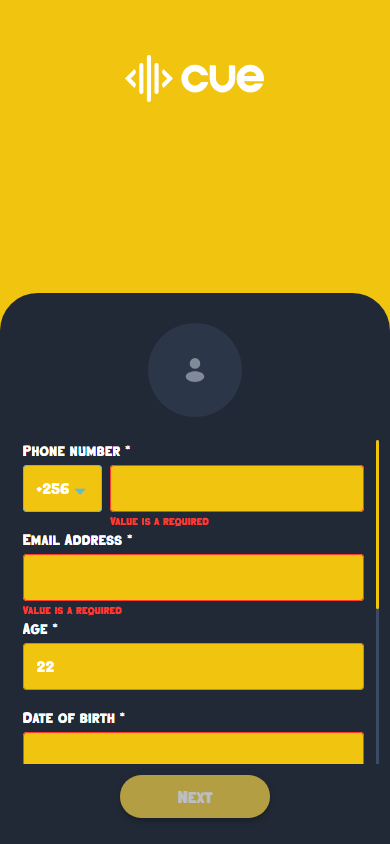 cue
Phone number *
+256
Value is a required
Email Address *
Value is a required
Age *
22
Date of birth *
Next